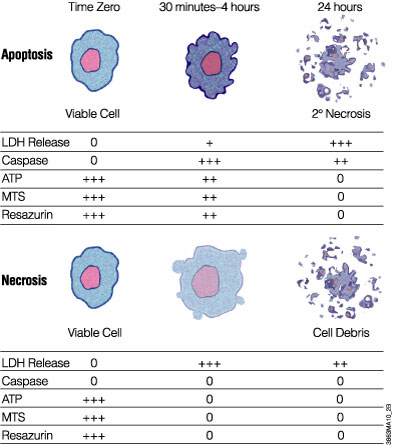 Time Zero 30 minutes–4 hours 24 hours
Apoptosis
Viable Cell 2° Necrosis
LDH Release 0 + +++
Caspase 0 +++ ++
ATP +++ ++ 0
MTS +++ ++ 0
Resazurin +++ ++ 0
Necrosis
Viable Cell Cell Debris
LDH Release 0 +++ ++
Caspase 0 0 0
ATP +++ 0 0
MTS +++ 0 0
Resazurin +++ 0 0